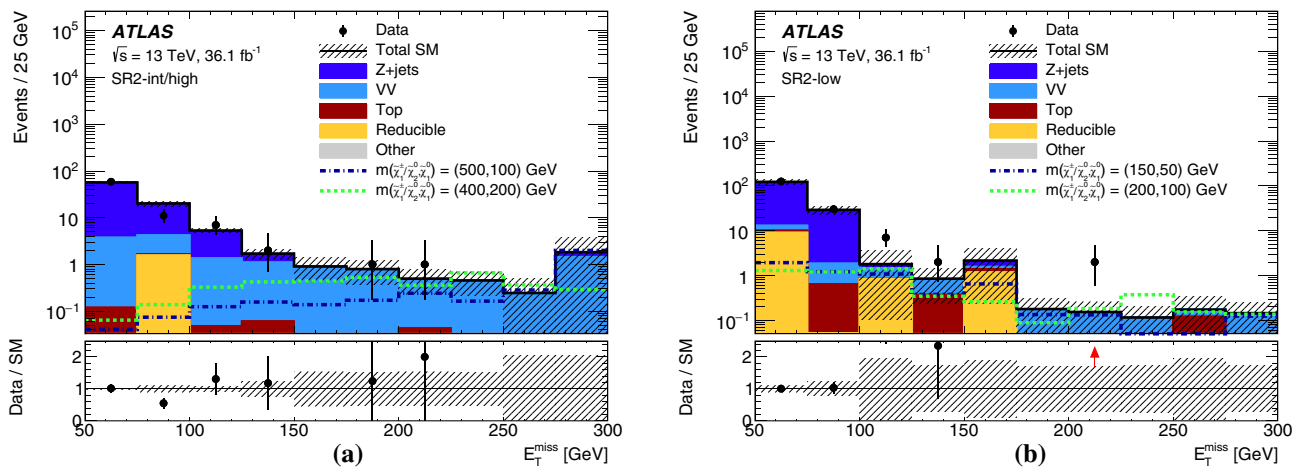 Events / 25 GeV
10⁵
10⁴
10³
10²
10
1
10⁻¹
ATLAS
√s = 13 TeV, 36.1 fb⁻¹
SR2-int/high
Data
Total SM
Z+jets
VV
Top
Reducible
Other
m(χ̃₁±/χ̃₂⁰,χ̃₁⁰) = (500,100) GeV
m(χ̃₁±/χ̃₂⁰,χ̃₁⁰) = (400,200) GeV
Data / SM
2
1
0
50 100 150 200 250 300
(a)
E_T^miss [GeV]
Events / 25 GeV
10⁵
10⁴
10³
10²
10
1
10⁻¹
ATLAS
√s = 13 TeV, 36.1 fb⁻¹
SR2-low
Data
Total SM
Z+jets
VV
Top
Reducible
Other
m(χ̃₁±/χ̃₂⁰,χ̃₁⁰) = (150,50) GeV
m(χ̃₁±/χ̃₂⁰,χ̃₁⁰) = (200,100) GeV
Data / SM
2
1
0
50 100 150 200 250 300
(b)
E_T^miss [GeV]